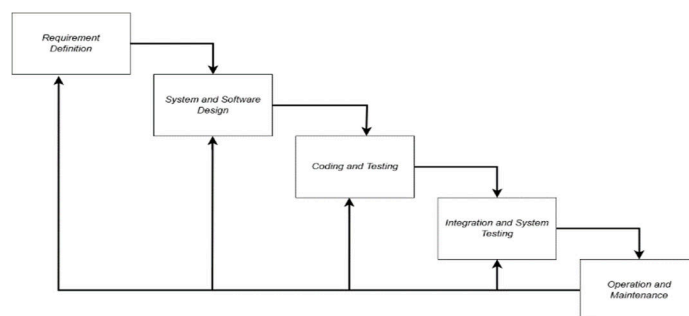 Requirement
Definition
System and Software
Design
Coding and Testing
Integration and System
Testing
Operation and
Maintenance